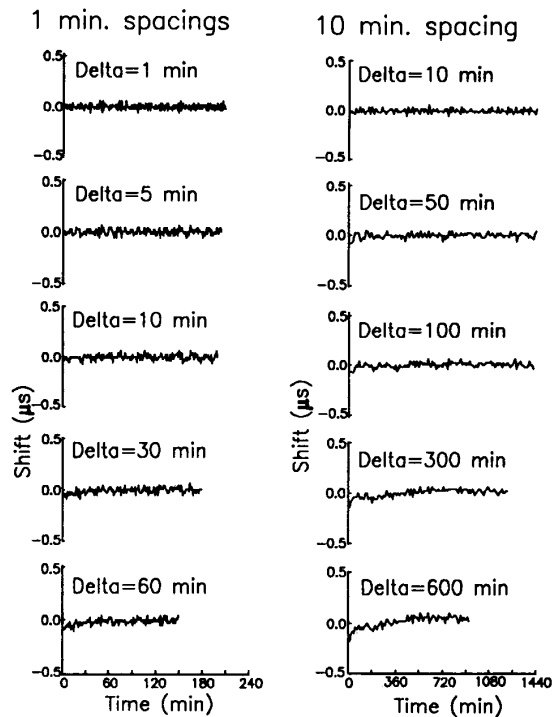 1 min. spacings
10 min. spacing
0.5
Delta=1 min
0.0
−0.5
0.5
Delta=10 min
0.0
−0.5
0.5
Delta=5 min
0.0
−0.5
0.5
Delta=50 min
0.0
−0.5
0.5
Delta=10 min
0.0
−0.5
0.5
Delta=100 min
0.0
−0.5
Shift (μs)
Shift (μs)
0.5
Delta=30 min
0.0
−0.5
0.5
Delta=300 min
0.0
−0.5
0.5
Delta=60 min
0.0
−0.5
0 60 120 180 240
Time (min)
0.5
Delta=600 min
0.0
−0.5
0 360 720 1080 1440
Time (min)